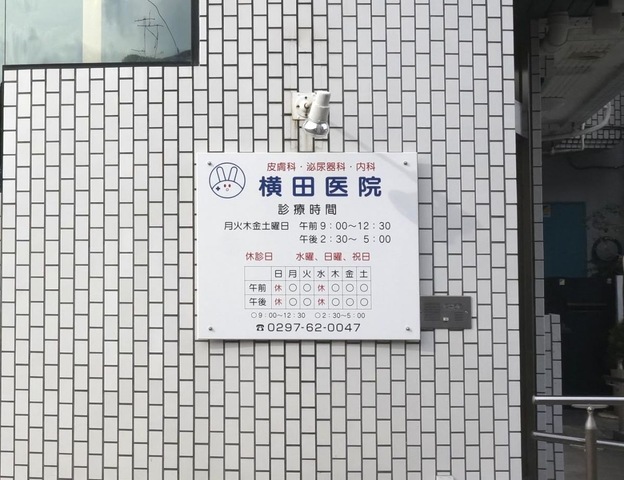 皮膚科・泌尿器科・内科
横田医院
診療時間
月火木金土曜日 午前 9:00～12:30
午後 2:30～ 5:00
休診日 水曜、日曜、祝日
日 月 火 水 木 金 土
午前 休 ○ ○ 休 ○ ○ ○
午後 休 ○ ○ 休 ○ ○ ○
○9:00～12:30 ○2:30～5:00
☎0297-62-0047